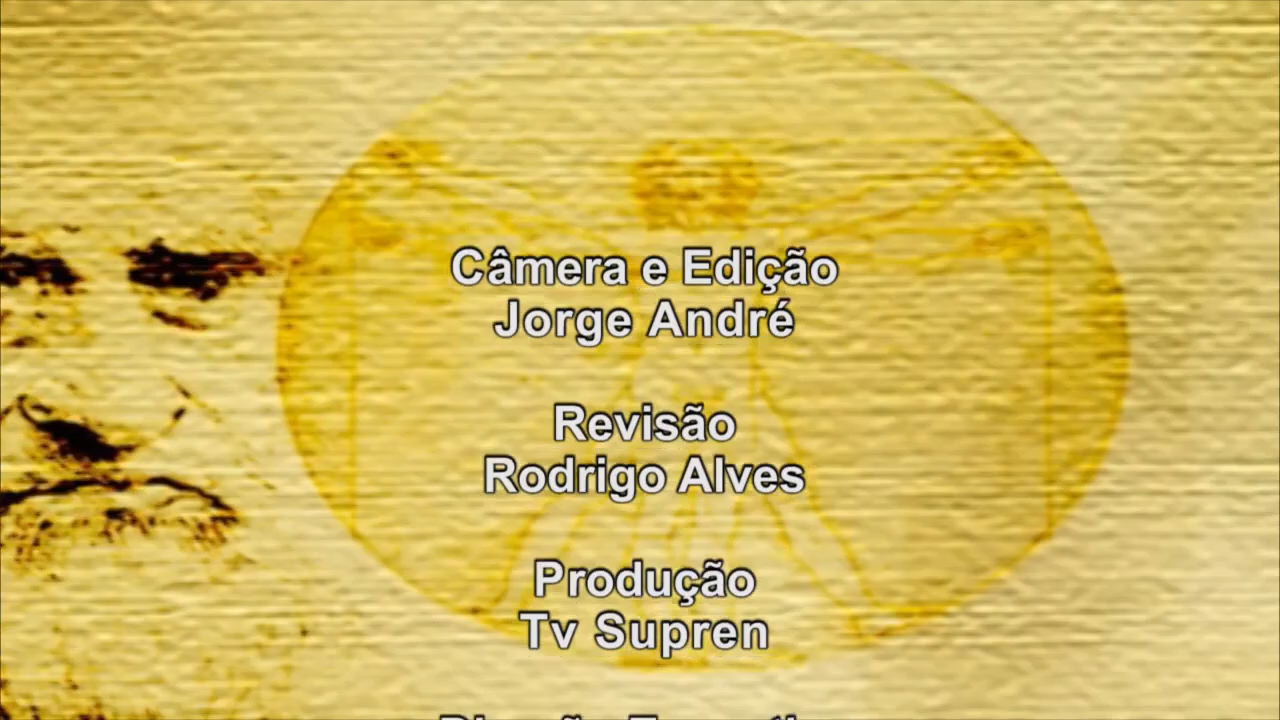 Câmera e Edição
Jorge André
Revisão
Rodrigo Alves
Produção
Tv Supren